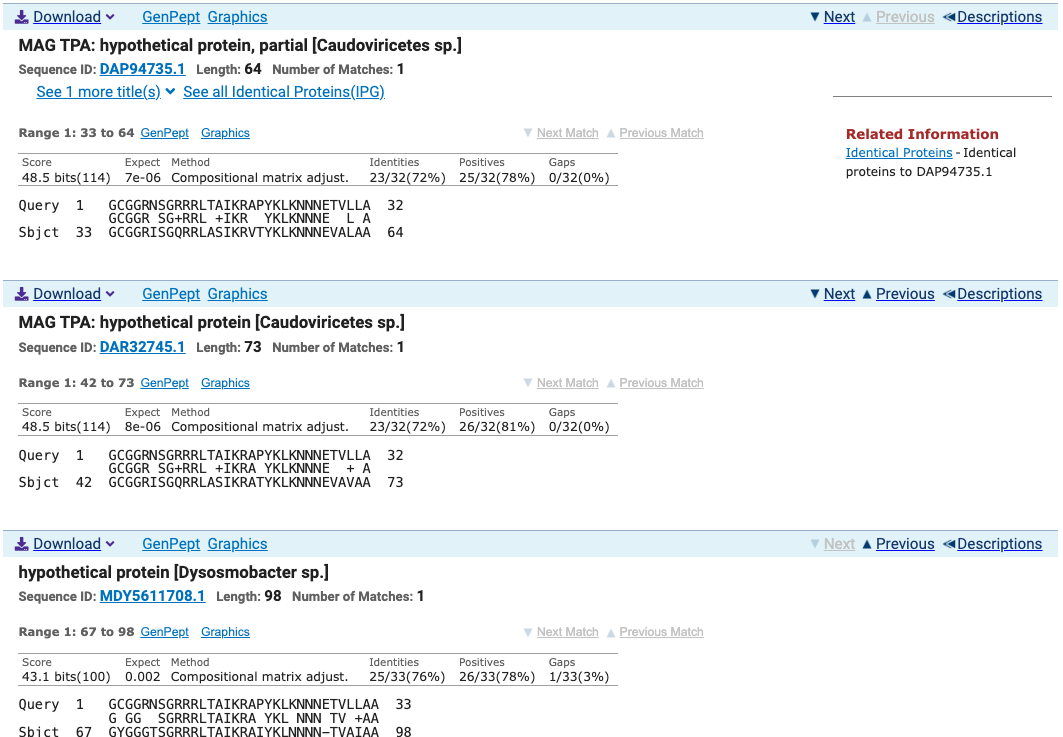 Download GenPept Graphics Next Previous Descriptions
MAG TPA: hypothetical protein, partial [Caudoviricetes sp.]
Sequence ID: DAP94735.1 Length: 64 Number of Matches: 1
See 1 more title(s) See all Identical Proteins(IPG)
Range 1: 33 to 64 GenPept Graphics Next Match Previous Match
Score Expect Method Identities Positives Gaps
48.5 bits(114) 7e-06 Compositional matrix adjust. 23/32(72%) 25/32(78%) 0/32(0%)
Query 1 GCGGRNSGRRRLTAIKRAPYKLKNNNETVLLA 32
GCGGR SG+RRL +IKR  YKLKNNNE  L A
Sbjct 33 GCGGRISGQRRLASIKRVTYKLKNNNEVALAA 64
Related Information
Identical Proteins - Identical
proteins to DAP94735.1
Download GenPept Graphics Next Previous Descriptions
MAG TPA: hypothetical protein [Caudoviricetes sp.]
Sequence ID: DAR32745.1 Length: 73 Number of Matches: 1
Range 1: 42 to 73 GenPept Graphics Next Match Previous Match
Score Expect Method Identities Positives Gaps
48.5 bits(114) 8e-06 Compositional matrix adjust. 23/32(72%) 26/32(81%) 0/32(0%)
Query 1 GCGGRNSGRRRLTAIKRAPYKLKNNNETVLLA 32
GCGGR SG+RRL +IKRA YKLKNNNE  + A
Sbjct 42 GCGGRISGQRRLASIKRATYKLKNNNEVAVAA 73
Download GenPept Graphics Next Previous Descriptions
hypothetical protein [Dysosmobacter sp.]
Sequence ID: MDY5611708.1 Length: 98 Number of Matches: 1
Range 1: 67 to 98 GenPept Graphics Next Match Previous Match
Score Expect Method Identities Positives Gaps
43.1 bits(100) 0.002 Compositional matrix adjust. 25/33(76%) 26/33(78%) 1/33(3%)
Query 1 GCGGRNSGRRRLTAIKRAPYKLKNNNETVLLAA 33
G GG  SGRRRLTAIKRA YKL NNN TV +AA
Sbjct 67 GYGGGTSGRRRLTAIKRAIYKLNNNN-TVAIAA 98